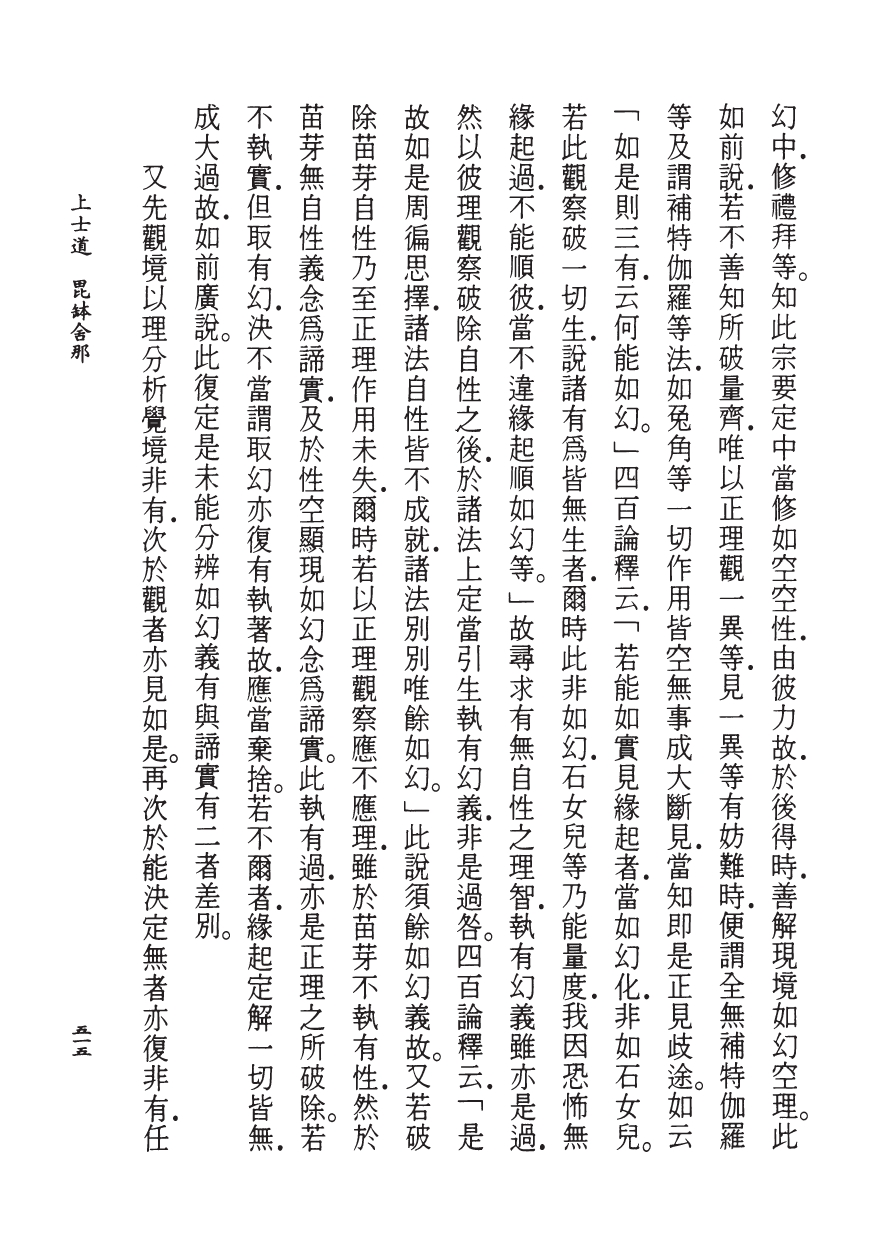 幻中．修禮拜等。知此宗要定中當修如空空性．由彼力故．於後得時．善解現境如幻空理。此
如前說．若不善知所破量齊．唯以正理觀一異等．見一異等有妨難時．便謂全無補特伽羅
等及謂補特伽羅等法．如兔角等一切作用皆空無事成大斷見．當知即是正見歧途。如云
「如是則三有．云何能如幻。」四百論釋云．「若能如實見緣起者．當如幻化．非如石女兒。
若此觀察破一切生．說諸有為皆無生者．爾時此非如幻．石女兒等乃能量度．我因恐怖無
緣起過．不能順彼．當不違緣起順如幻等。」故尋求有無自性之理智．執有幻義雖亦是過．
然以彼理觀察破除自性之後．於諸法上定當引生執有幻義．非是過咎。四百論釋云．「是
故如是周徧思擇．諸法自性皆不成就．諸法別別唯餘如幻。」此說須餘如幻義故。又若破
除苗芽自性乃至正理作用未失．爾時若以正理觀察應不應理．雖於苗芽不執有性．然於
苗芽無自性義念爲諦實．及於性空顯現如幻念爲諦實。此執有過．亦是正理之所破除。若
不執實．但取有幻．決不當謂取幻亦復有執著故．應當棄捨。若不爾者．緣起定解一切皆無．
成大過故．如前廣說。此復定是未能分辨如幻義有與諦實有二者差別。
又先觀境以理分析覺境非有．次於觀者亦見如是。再次於能決定無者亦復非有．任
上士道　毘缽舍那
五一五